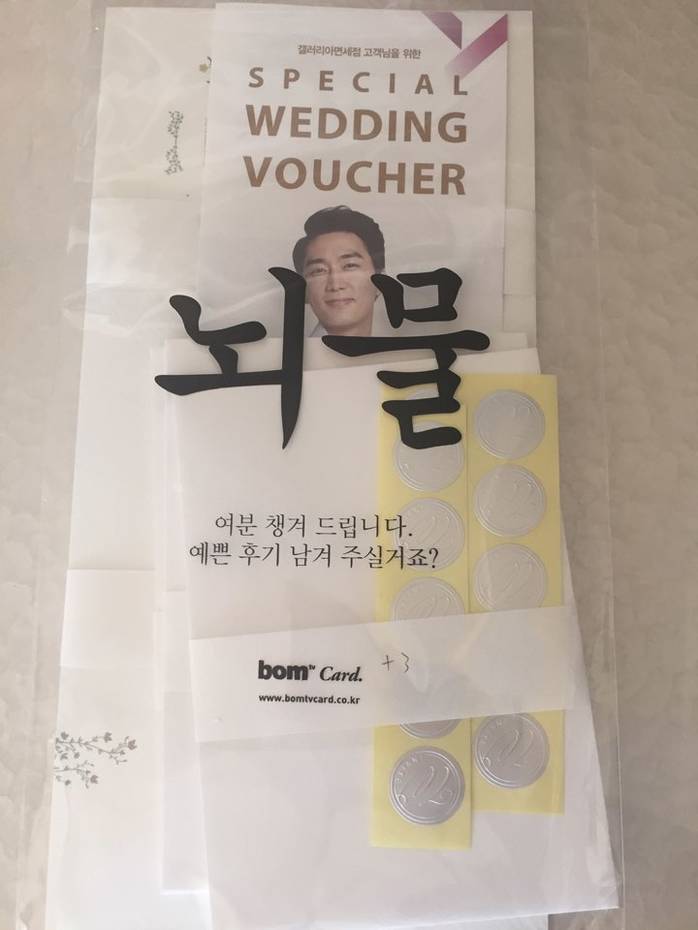 갤러리아면세점 고객님을 위한
SPECIAL
WEDDING
VOUCHER
뇌물
여분 챙겨 드립니다.
예쁜 후기 남겨 주실거죠?
bom tv Card. +3
www.bomtvcard.co.kr